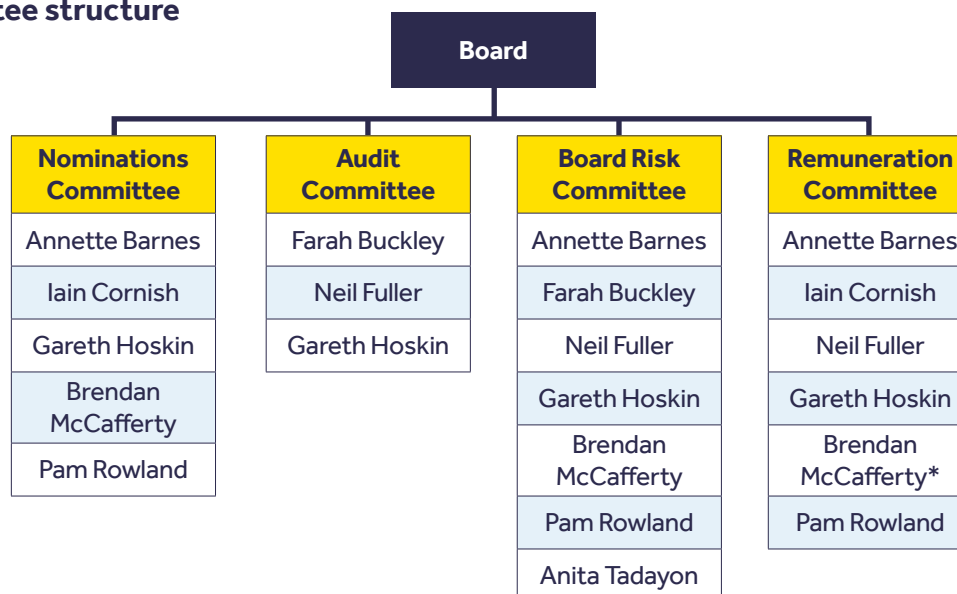 tee structure
Board
Nominations
Committee
Annette Barnes
Iain Cornish
Gareth Hoskin
Brendan
McCafferty
Pam Rowland
Audit
Committee
Farah Buckley
Neil Fuller
Gareth Hoskin
Board Risk
Committee
Annette Barnes
Farah Buckley
Neil Fuller
Gareth Hoskin
Brendan
McCafferty
Pam Rowland
Anita Tadayon
Remuneration
Committee
Annette Barnes
Iain Cornish
Neil Fuller
Gareth Hoskin
Brendan
McCafferty*
Pam Rowland